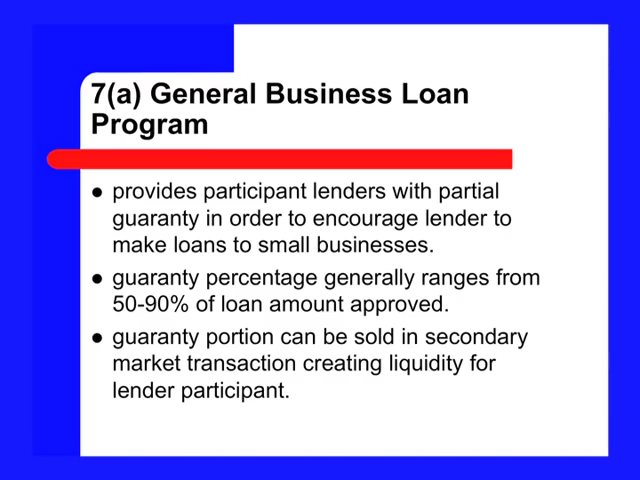 7(a) General Business Loan
Program
● provides participant lenders with partial
guaranty in order to encourage lender to
make loans to small businesses.
● guaranty percentage generally ranges from
50-90% of loan amount approved.
● guaranty portion can be sold in secondary
market transaction creating liquidity for
lender participant.